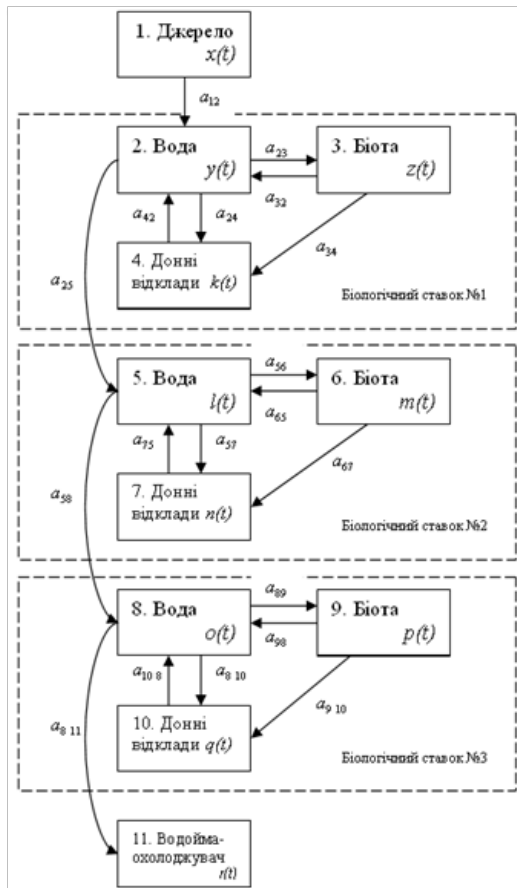 1. Джерело
x(t)
a12
2. Вода
y(t)
a23
a32
3. Біота
z(t)
a42
a24
a34
4. Донні
відклади k(t)
a25
Біологічний ставок №1
5. Вода
l(t)
a56
a65
6. Біота
m(t)
a75
a57
a67
7. Донні
відклади n(t)
a58
Біологічний ставок №2
8. Вода
o(t)
a89
a98
9. Біота
p(t)
a10 8
a8 10
a9 10
10. Донні
відклади q(t)
a8 11
Біологічний ставок №3
11. Водойма-
охолоджувач
r(t)